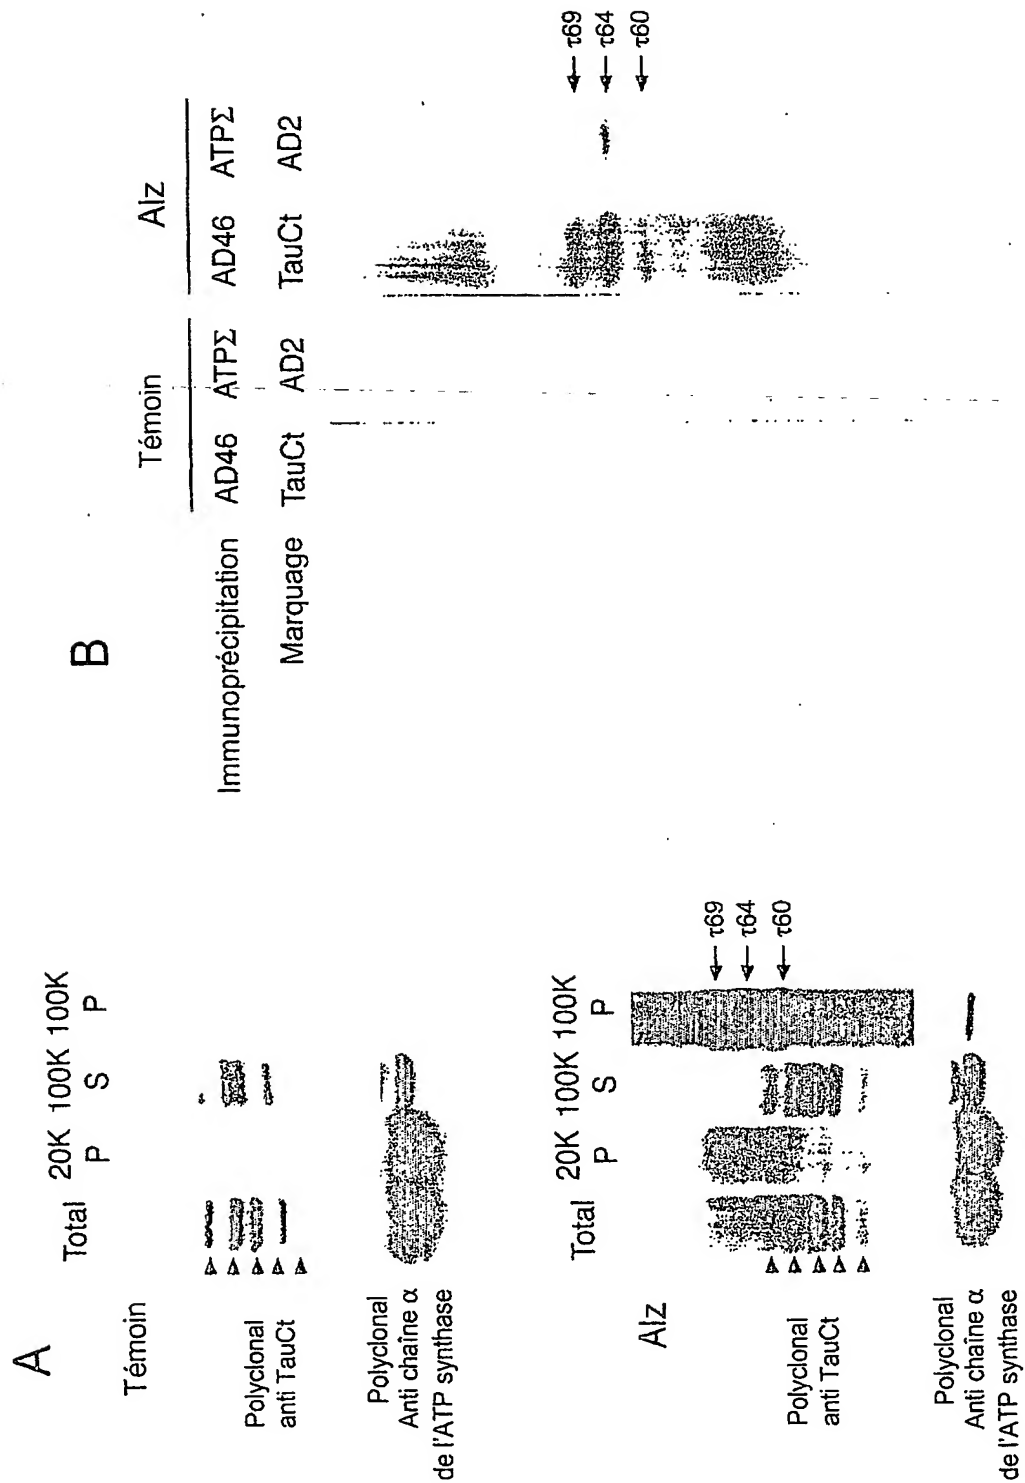 A
Témoin
Total 20K 100K 100K
P S P
Polyclonal
anti TauCt
Polyclonal
Anti chaîne α
de l'ATP synthase
Alz
Total 20K 100K 100K
P S P
τ69
τ64
τ60
Polyclonal
anti TauCt
Polyclonal
Anti chaîne α
de l'ATP synthase
B
Témoin Alz
Immunoprécipitation AD46 ATPΣ AD46 ATPΣ
Marquage TauCt AD2 TauCt AD2
τ69
τ64
τ60